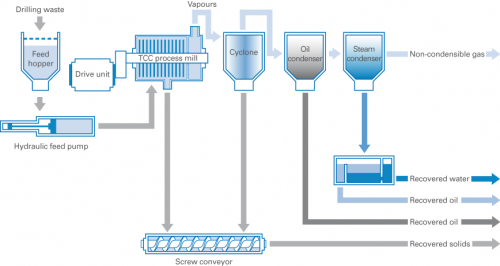 Drilling waste
Vapours
Feed
hopper
Drive unit
TCC process mill
Cyclone
Oil
condenser
Steam
condenser
Non-condensible gas
Hydraulic feed pump
Recovered water
Recovered oil
Recovered oil
Recovered solids
Screw conveyor